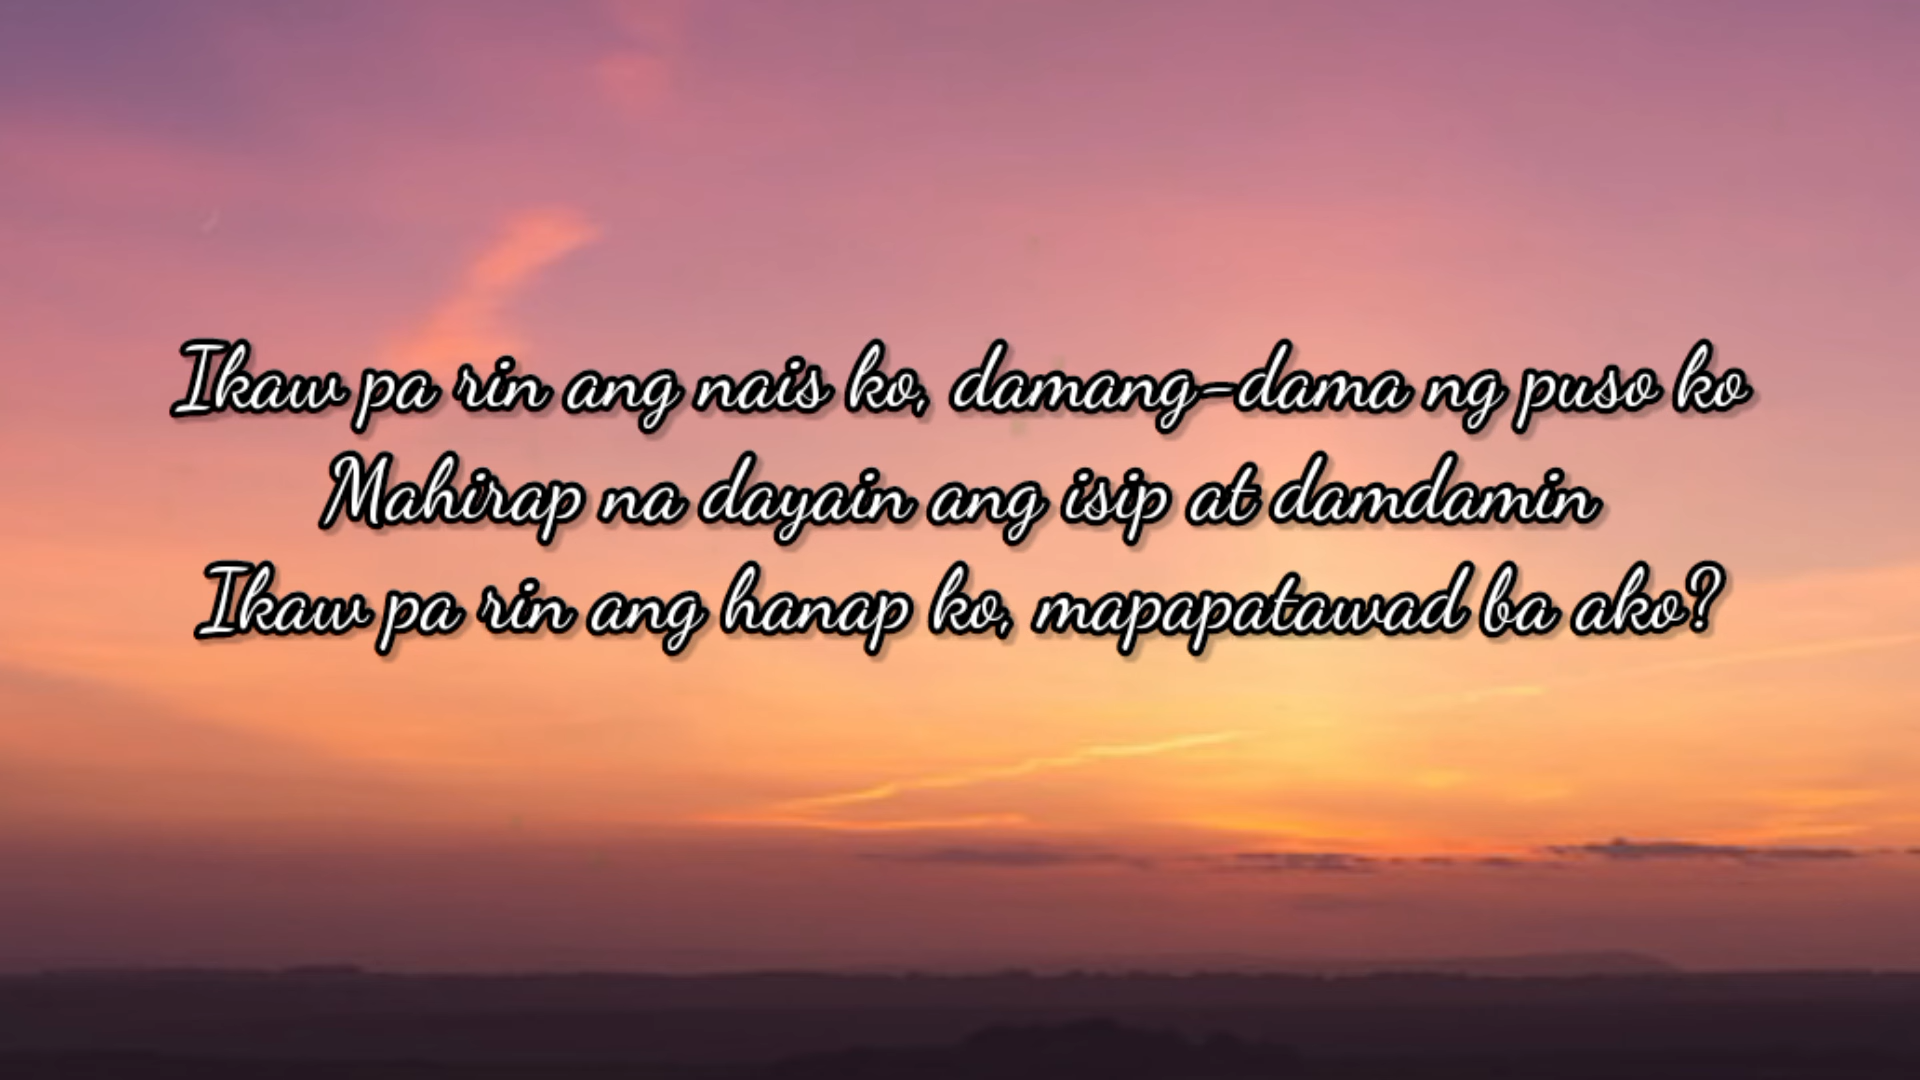 Ikaw pa rin ang nais ko, damang-dama ng puso ko
Mahirap na dayain ang isip at damdamin
Ikaw pa rin ang hanap ko, mapapatawad ba ako?